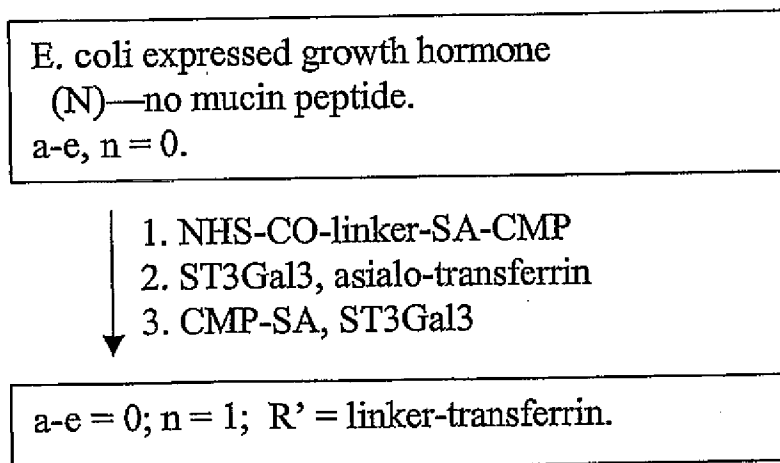 E. coli expressed growth hormone
(N)—no mucin peptide.
a-e, n = 0.
1. NHS-CO-linker-SA-CMP
2. ST3Gal3, asialo-transferrin
3. CMP-SA, ST3Gal3
a-e = 0; n = 1; R’ = linker-transferrin.